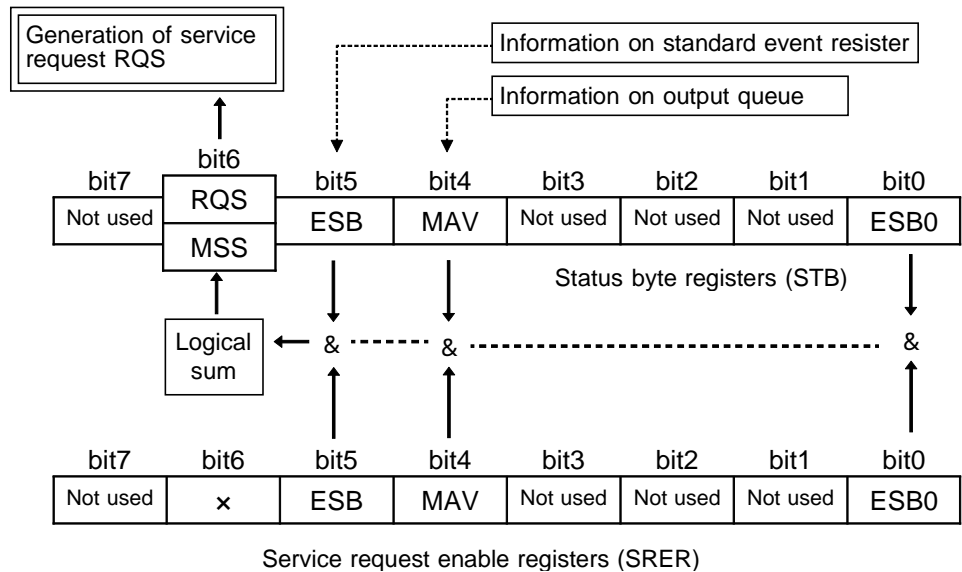 Generation of service
request RQS
Information on standard event resister
Information on output queue
bit7 bit6 bit5 bit4 bit3 bit2 bit1 bit0
Not used RQS ESB MAV Not used Not used Not used ESB0
MSS
Status byte registers (STB)
Logical
sum
& & &
bit7 bit6 bit5 bit4 bit3 bit2 bit1 bit0
Not used × ESB MAV Not used Not used Not used ESB0
Service request enable registers (SRER)